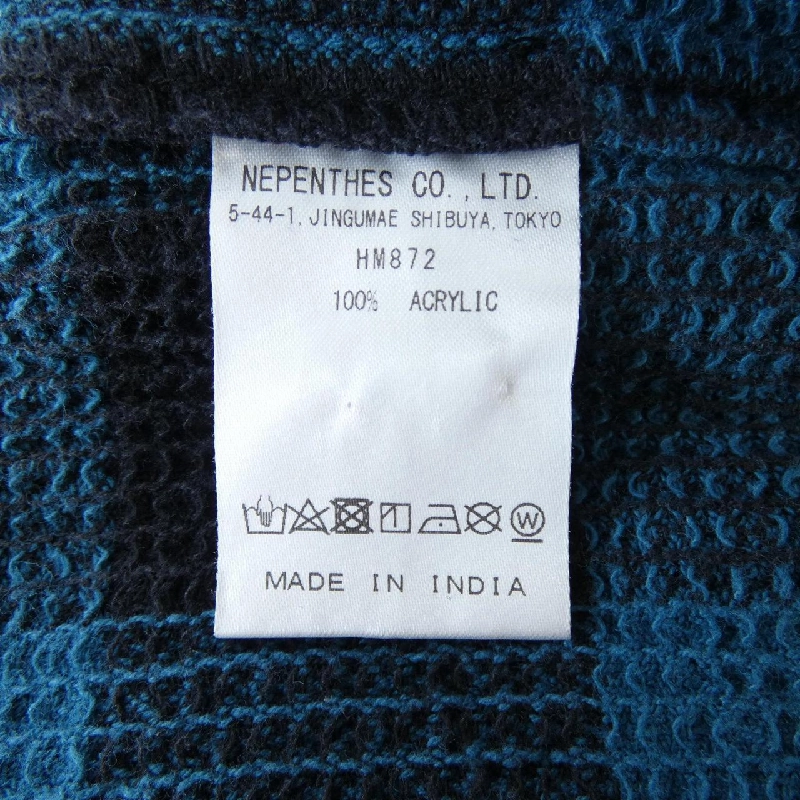 NEPENTHES CO.,LTD.
5-44-1, JINGUMAE SHIBUYA, TOKYO
HM872
100% ACRYLIC
W
MADE IN INDIA